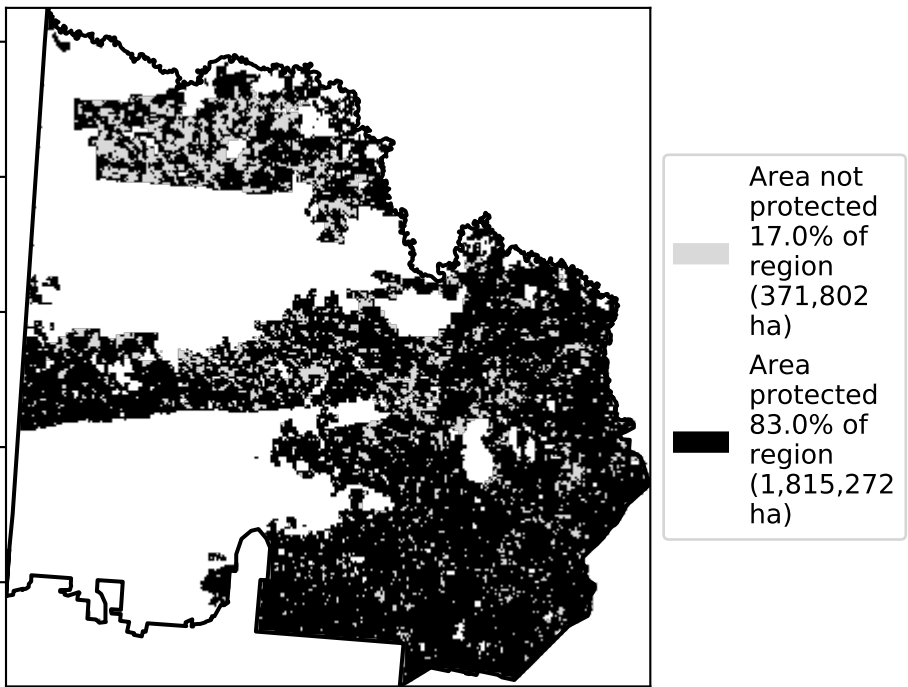 Area not
protected
17.0% of
region
(371,802
ha)
Area
protected
83.0% of
region
(1,815,272
ha)